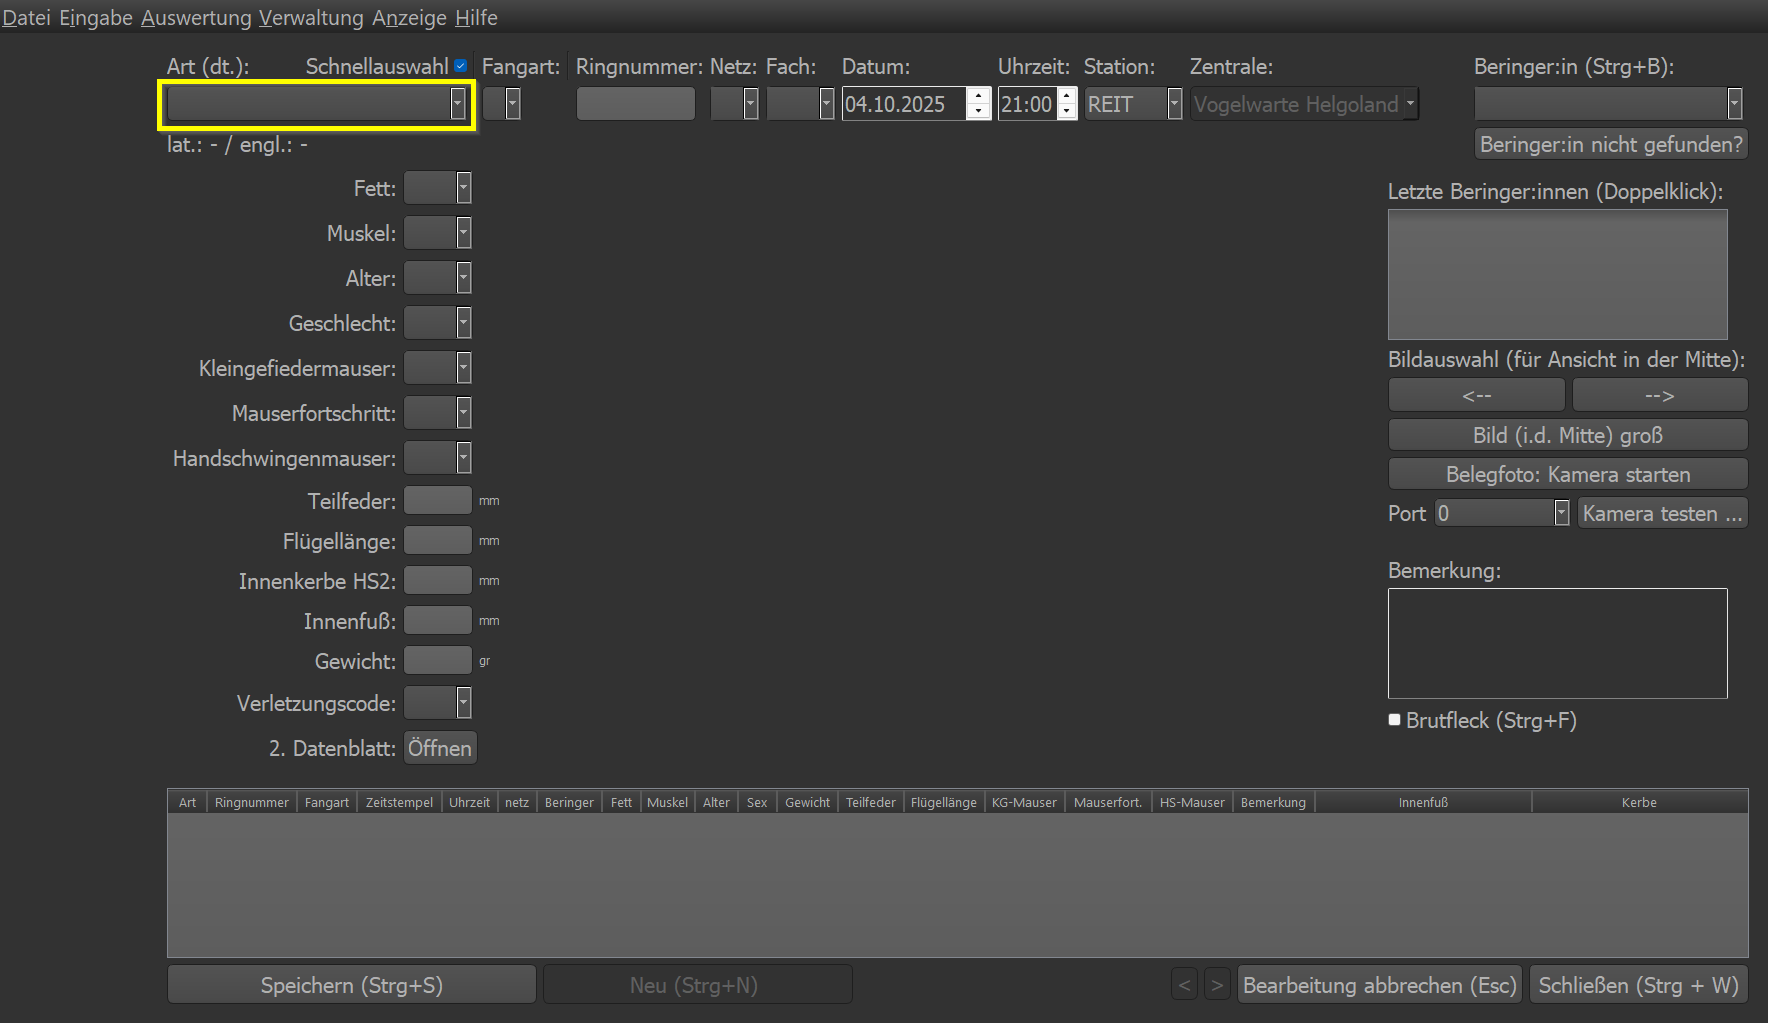 Datei Eingabe Auswertung Verwaltung Anzeige Hilfe
Art (dt.): Schnellauswahl Fangart: Ringnummer: Netz: Fach: Datum: Uhrzeit: Station: Zentrale: Beringer:in (Strg+B):
04.10.2025 21:00 REIT Vogelwarte Helgoland
lat.: - / engl.: - Beringer:in nicht gefunden?
Fett: Letzte Beringer:innen (Doppelklick):
Muskel:
Alter:
Geschlecht:
Kleingefiedermauser: Bildauswahl (für Ansicht in der Mitte):
<-- -->
Mauserfortschritt:
Bild (i.d. Mitte) groß
Handschwingenmauser:
Belegfoto: Kamera starten
Teilfeder: mm
Port 0 Kamera testen ...
Flügellänge: mm
Innenkerbe HS2: mm
Bemerkung:
Innenfuß: mm
Gewicht: gr
Verletzungscode:
Brutfleck (Strg+F)
2. Datenblatt: Öffnen
Art Ringnummer Fangart Zeitstempel Uhrzeit netz Beringer Fett Muskel Alter Sex Gewicht Teilfeder Flügellänge KG-Mauser Mauserfort. HS-Mauser Bemerkung Innenfuß Kerbe
Speichern (Strg+S) Neu (Strg+N) < > Bearbeitung abbrechen (Esc) Schließen (Strg + W)